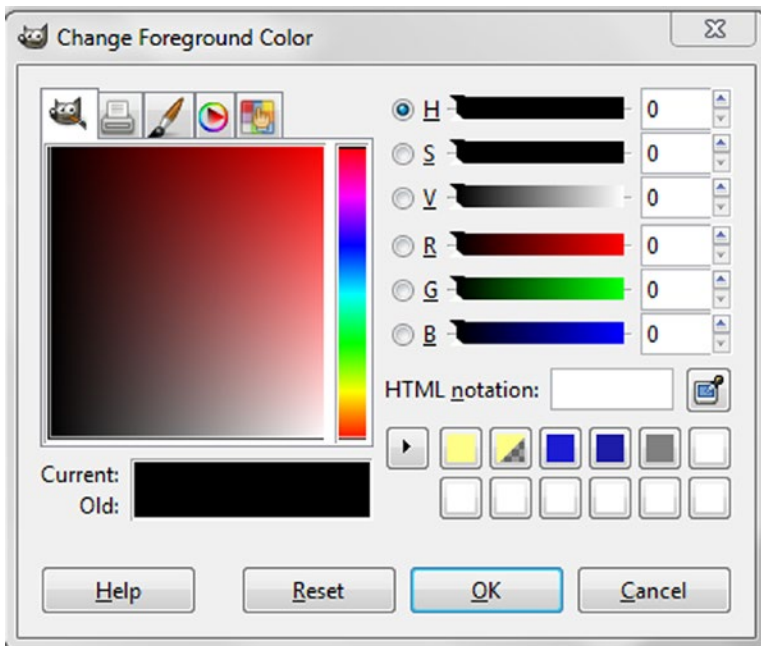 Change Foreground Color
H 0
S 0
V 0
R 0
G 0
B 0
HTML notation:
Current:
Old:
Help Reset OK Cancel